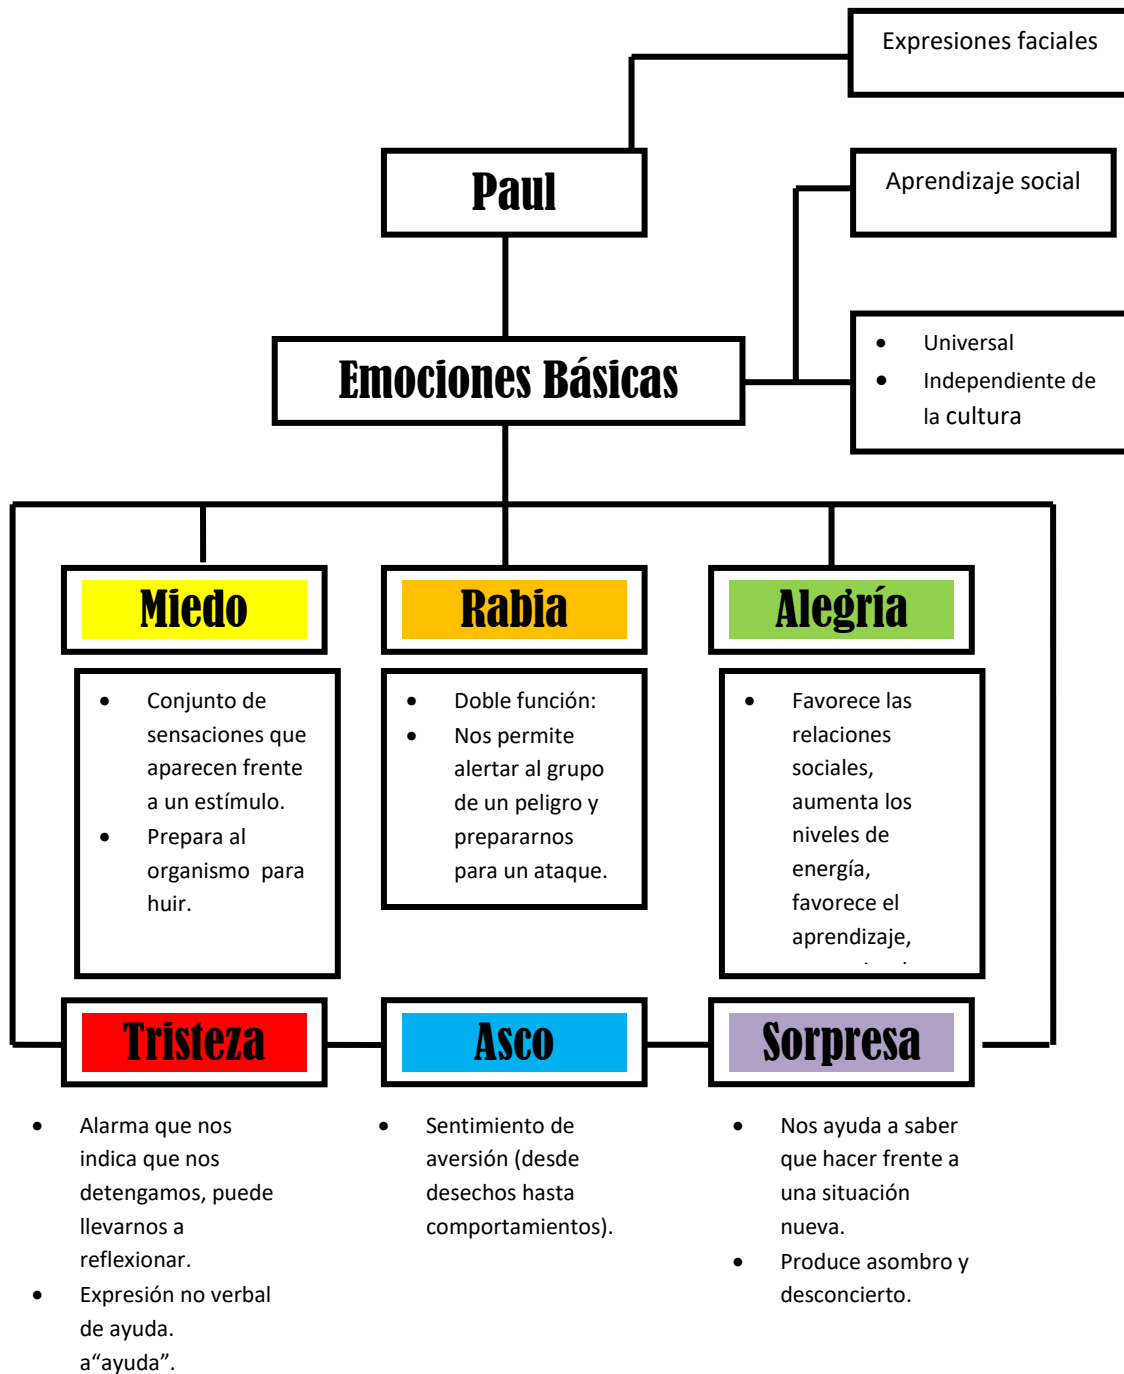 Expresiones faciales
Paul
Aprendizaje social
Emociones Básicas
• Universal
• Independiente de
la cultura
Miedo
• Conjunto de
sensaciones que
aparecen frente
a un estímulo.
• Prepara al
organismo para
huir.
Rabia
• Doble función:
• Nos permite
alertar al grupo
de un peligro y
prepararnos
para un ataque.
Alegría
• Favorece las
relaciones
sociales,
aumenta los
niveles de
energía,
favorece el
aprendizaje,
Tristeza
• Alarma que nos
indica que nos
detengamos, puede
llevarnos a
reflexionar.
• Expresión no verbal
de ayuda.
a“ayuda”.
Asco
• Sentimiento de
aversión (desde
desechos hasta
comportamientos).
Sorpresa
• Nos ayuda a saber
que hacer frente a
una situación
nueva.
• Produce asombro y
desconcierto.